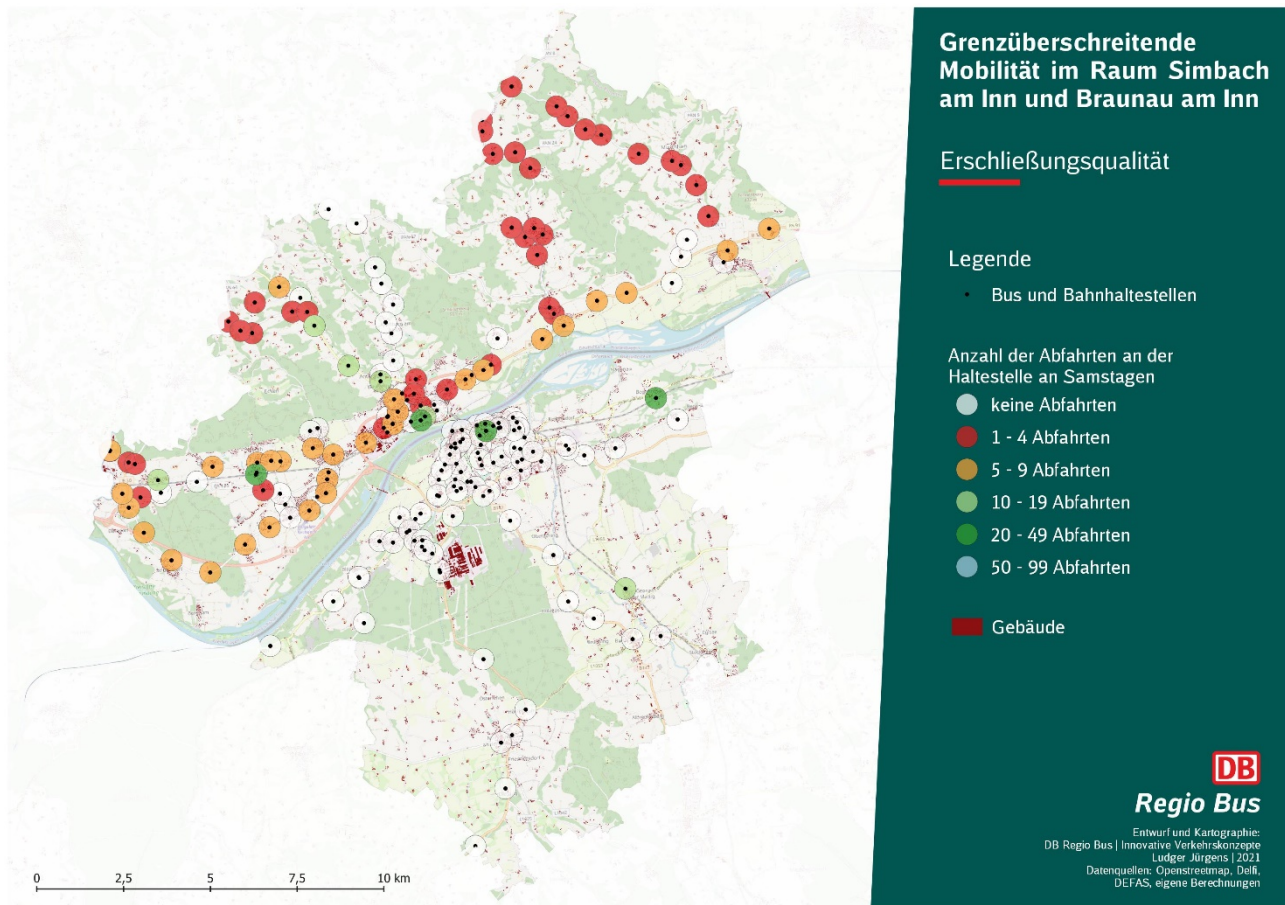 Grenzüberschreitende
Mobilität im Raum Simbach
am Inn und Braunau am Inn
Erschließungsqualität
Legende
Bus und Bahnhaltestellen
Anzahl der Abfahrten an der
Haltestelle an Samstagen
keine Abfahrten
1 - 4 Abfahrten
5 - 9 Abfahrten
10 - 19 Abfahrten
20 - 49 Abfahrten
50 - 99 Abfahrten
Gebäude
DB
Regio Bus
Entwurf und Kartographie:
DB Regio Bus | Innovative Verkehrskonzepte
Ludger Jürgens | 2021
Datenquellen: Openstreetmap, Delfi,
DEFAS, eigene Berechnungen
0 2,5 5 7,5 10 km